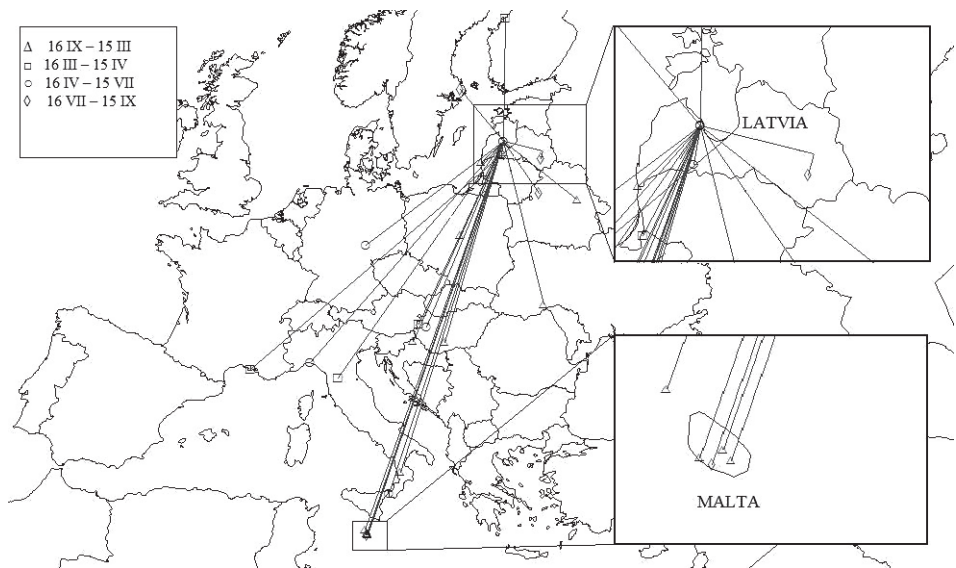 16 IX – 15 III
16 III – 15 IV
16 IV – 15 VII
16 VII – 15 IX
LATVIA
MALTA